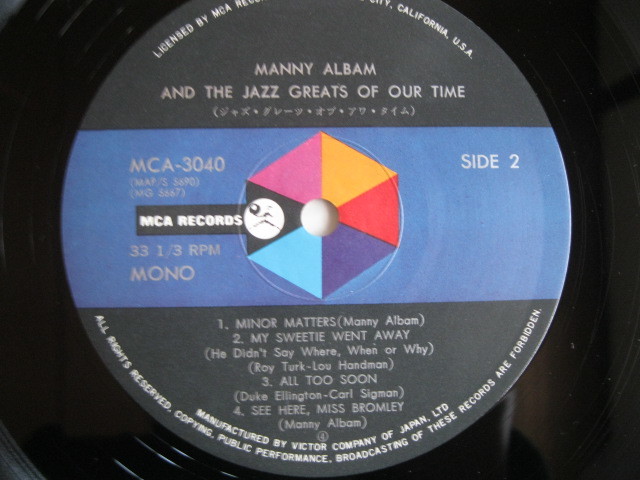 LICENSED BY MCA RECORDS CITY, CALIFORNIA, U.S.A.
MANNY ALBAM
AND THE JAZZ GREATS OF OUR TIME
(ジャズ・グレーツ・オブ・アワ・タイム)
MCA-3040
(MAP/S 5690)
(MG 5667)
SIDE 2
MCA RECORDS
33 1/3 RPM
MONO
1. MINOR MATTERS(Manny Albam)
2. MY SWEETIE WENT AWAY
(He Didn't Say Where, When or Why)
(Roy Turk-Lou Handman)
3. ALL TOO SOON
(Duke Ellington-Carl Sigman)
4. SEE HERE, MISS BROMLEY
(Manny Albam)
④
MANUFACTURED BY VICTOR COMPANY OF JAPAN, LTD
ALL RIGHTS RESERVED, COPYING, PUBLIC PERFORMANCE, BROADCASTING OF THESE RECORDS ARE FORBIDDEN.